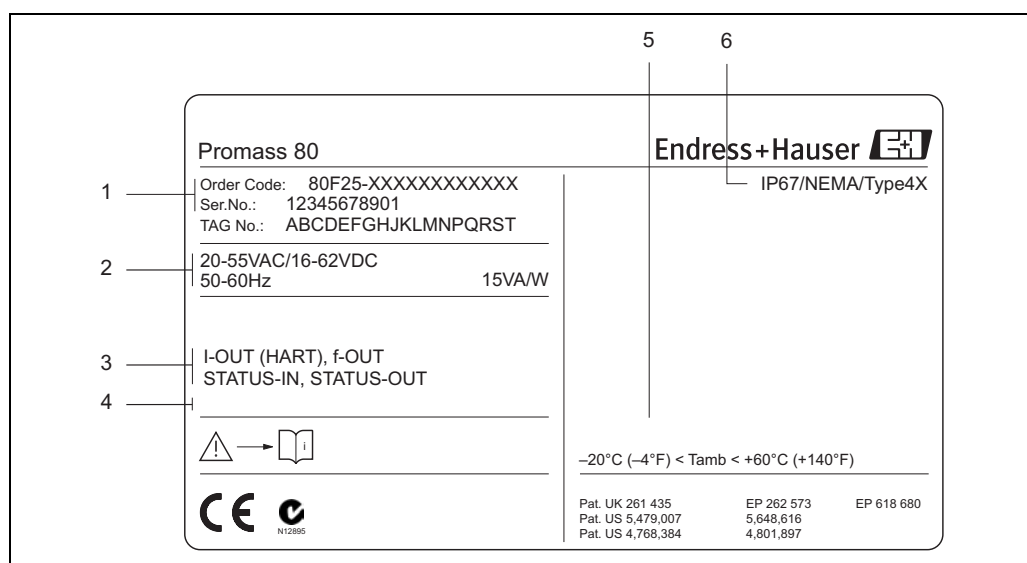 5 6
Promass 80
Endress+Hauser EH
1
Order Code: 80F25-XXXXXXXXXXXX
Ser.No.: 12345678901
TAG No.: ABCDEFGHJKLMNPQRST
IP67/NEMA/Type4X
2
20-55VAC/16-62VDC
50-60Hz 15VA/W
3
I-OUT (HART), f-OUT
STATUS-IN, STATUS-OUT
4
i
–20°C (–4°F) < Tamb < +60°C (+140°F)
CE
N12895
Pat. UK 261 435 EP 262 573 EP 618 680
Pat. US 5,479,007 5,648,616
Pat. US 4,768,384 4,801,897